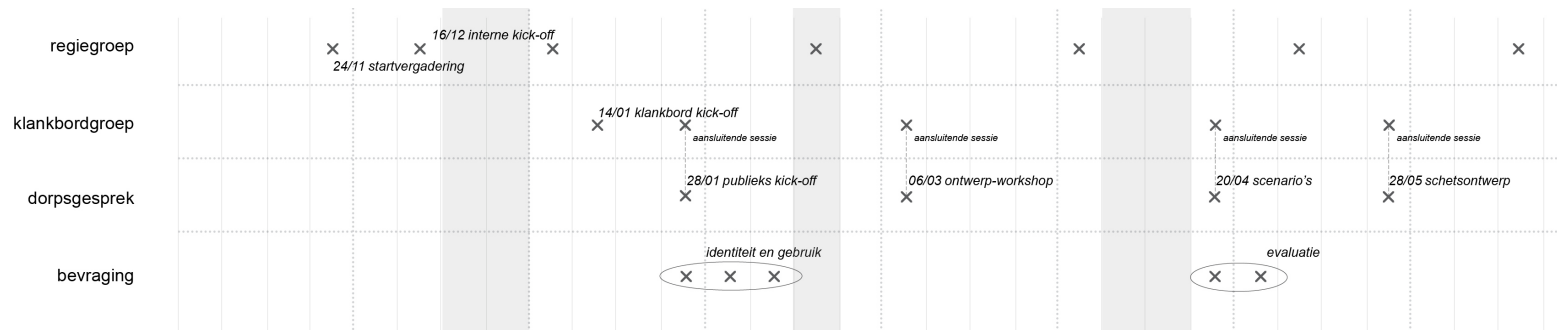 regiegroep
16/12 interne kick-off
24/11 startvergadering
klankbordgroep
14/01 klankbord kick-off
aansluitende sessie
aansluitende sessie
aansluitende sessie
aansluitende sessie
dorpsgesprek
28/01 publieks kick-off
06/03 ontwerp-workshop
20/04 scenario's
28/05 schetsontwerp
bevraging
identiteit en gebruik
evaluatie